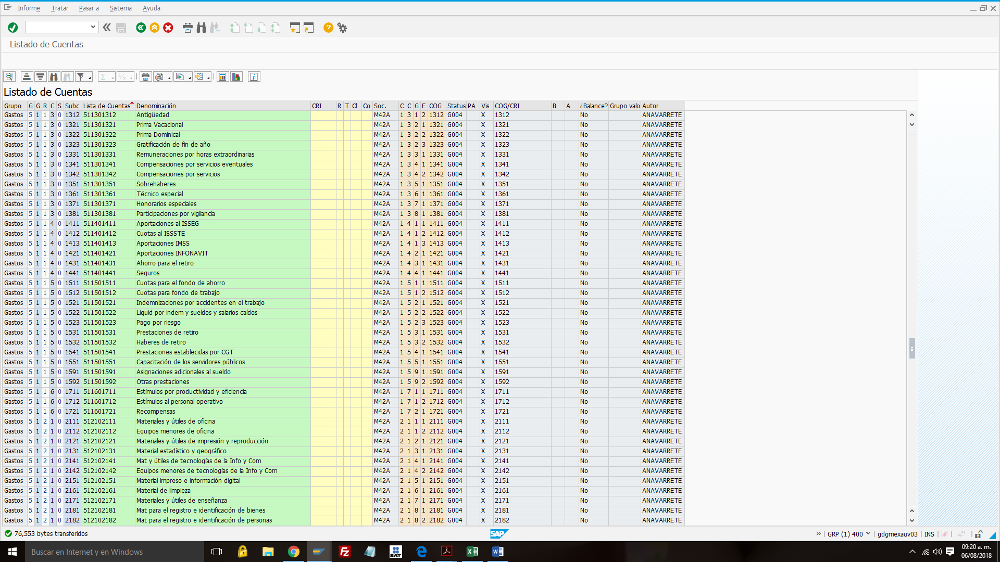 Informe Tratar Pasar a Sistema Ayuda
Listado de Cuentas
Listado de Cuentas
Grupo G G R C S Subc Lista de Cuentas Denominación CRI R T Cl Co Soc. C C G E COG Status PA Vis COG/CRI B A ¿Balance? Grupo valo Autor
Gastos 5 1 1 3 0 1312 511301312 Antigüedad M42A 1 3 1 2 1312 G004 X 1312 No ANAVARRETE
Gastos 5 1 1 3 0 1321 511301321 Prima Vacacional M42A 1 3 2 1 1321 G004 X 1321 No ANAVARRETE
Gastos 5 1 1 3 0 1322 511301322 Prima Dominical M42A 1 3 2 2 1322 G004 X 1322 No ANAVARRETE
Gastos 5 1 1 3 0 1323 511301323 Gratificación de fin de año M42A 1 3 2 3 1323 G004 X 1323 No ANAVARRETE
Gastos 5 1 1 3 0 1331 511301331 Remuneraciones por horas extraordinarias M42A 1 3 3 1 1331 G004 X 1331 No ANAVARRETE
Gastos 5 1 1 3 0 1341 511301341 Compensaciones por servicios eventuales M42A 1 3 4 1 1341 G004 X 1341 No ANAVARRETE
Gastos 5 1 1 3 0 1342 511301342 Compensaciones por servicios M42A 1 3 4 2 1342 G004 X 1342 No ANAVARRETE
Gastos 5 1 1 3 0 1351 511301351 Sobrehaberes M42A 1 3 5 1 1351 G004 X 1351 No ANAVARRETE
Gastos 5 1 1 3 0 1361 511301361 Técnico especial M42A 1 3 6 1 1361 G004 X 1361 No ANAVARRETE
Gastos 5 1 1 3 0 1371 511301371 Honorarios especiales M42A 1 3 7 1 1371 G004 X 1371 No ANAVARRETE
Gastos 5 1 1 3 0 1381 511301381 Participaciones por vigilancia M42A 1 3 8 1 1381 G004 X 1381 No ANAVARRETE
Gastos 5 1 1 4 0 1411 511401411 Aportaciones al ISSEG M42A 1 4 1 1 1411 G004 X 1411 No ANAVARRETE
Gastos 5 1 1 4 0 1412 511401412 Cuotas al ISSSTE M42A 1 4 1 2 1412 G004 X 1412 No ANAVARRETE
Gastos 5 1 1 4 0 1413 511401413 Aportaciones IMSS M42A 1 4 1 3 1413 G004 X 1413 No ANAVARRETE
Gastos 5 1 1 4 0 1421 511401421 Aportaciones INFONAVIT M42A 1 4 2 1 1421 G004 X 1421 No ANAVARRETE
Gastos 5 1 1 4 0 1431 511401431 Ahorro para el retiro M42A 1 4 3 1 1431 G004 X 1431 No ANAVARRETE
Gastos 5 1 1 4 0 1441 511401441 Seguros M42A 1 4 4 1 1441 G004 X 1441 No ANAVARRETE
Gastos 5 1 1 5 0 1511 511501511 Cuotas para el fondo de ahorro M42A 1 5 1 1 1511 G004 X 1511 No ANAVARRETE
Gastos 5 1 1 5 0 1512 511501512 Cuotas para fondo de trabajo M42A 1 5 1 2 1512 G004 X 1512 No ANAVARRETE
Gastos 5 1 1 5 0 1521 511501521 Indemnizaciones por accidentes en el trabajo M42A 1 5 2 1 1521 G004 X 1521 No ANAVARRETE
Gastos 5 1 1 5 0 1522 511501522 Liquid por indem y sueldos y salarios caídos M42A 1 5 2 2 1522 G004 X 1522 No ANAVARRETE
Gastos 5 1 1 5 0 1523 511501523 Pago por riesgo M42A 1 5 2 3 1523 G004 X 1523 No ANAVARRETE
Gastos 5 1 1 5 0 1531 511501531 Prestaciones de retiro M42A 1 5 3 1 1531 G004 X 1531 No ANAVARRETE
Gastos 5 1 1 5 0 1532 511501532 Haberes de retiro M42A 1 5 3 2 1532 G004 X 1532 No ANAVARRETE
Gastos 5 1 1 5 0 1541 511501541 Prestaciones establecidas por CGT M42A 1 5 4 1 1541 G004 X 1541 No ANAVARRETE
Gastos 5 1 1 5 0 1551 511501551 Capacitación de los servidores públicos M42A 1 5 5 1 1551 G004 X 1551 No ANAVARRETE
Gastos 5 1 1 5 0 1591 511501591 Asignaciones adicionales al sueldo M42A 1 5 9 1 1591 G004 X 1591 No ANAVARRETE
Gastos 5 1 1 5 0 1592 511501592 Otras prestaciones M42A 1 5 9 2 1592 G004 X 1592 No ANAVARRETE
Gastos 5 1 1 6 0 1711 511601711 Estímulos por productividad y eficiencia M42A 1 7 1 1 1711 G004 X 1711 No ANAVARRETE
Gastos 5 1 1 6 0 1712 511601712 Estímulos al personal operativo M42A 1 7 1 2 1712 G004 X 1712 No ANAVARRETE
Gastos 5 1 1 6 0 1721 511601721 Recompensas M42A 1 7 2 1 1721 G004 X 1721 No ANAVARRETE
Gastos 5 1 2 1 0 2111 512102111 Materiales y útiles de oficina M42A 2 1 1 1 2111 G004 X 2111 No ANAVARRETE
Gastos 5 1 2 1 0 2112 512102112 Equipos menores de oficina M42A 2 1 1 2 2112 G004 X 2112 No ANAVARRETE
Gastos 5 1 2 1 0 2121 512102121 Materiales y útiles de impresión y reproducción M42A 2 1 2 1 2121 G004 X 2121 No ANAVARRETE
Gastos 5 1 2 1 0 2131 512102131 Material estadístico y geográfico M42A 2 1 3 1 2131 G004 X 2131 No ANAVARRETE
Gastos 5 1 2 1 0 2141 512102141 Mat y útiles de tecnologías de la Info y Com M42A 2 1 4 1 2141 G004 X 2141 No ANAVARRETE
Gastos 5 1 2 1 0 2142 512102142 Equipos menores de tecnologías de la Info y Com M42A 2 1 4 2 2142 G004 X 2142 No ANAVARRETE
Gastos 5 1 2 1 0 2151 512102151 Material impreso e información digital M42A 2 1 5 1 2151 G004 X 2151 No ANAVARRETE
Gastos 5 1 2 1 0 2161 512102161 Material de limpieza M42A 2 1 6 1 2161 G004 X 2161 No ANAVARRETE
Gastos 5 1 2 1 0 2171 512102171 Materiales y útiles de enseñanza M42A 2 1 7 1 2171 G004 X 2171 No ANAVARRETE
Gastos 5 1 2 1 0 2181 512102181 Mat para el registro e identificación de bienes M42A 2 1 8 1 2181 G004 X 2181 No ANAVARRETE
Gastos 5 1 2 1 0 2182 512102182 Mat para el registro e identificación de personas M42A 2 1 8 2 2182 G004 X 2182 No ANAVARRETE
76,553 bytes transferidos SAP GRP (1) 400 gdgmexauv03 INS
Buscar en Internet y en Windows SAT 09:20 a. m.
06/08/2018